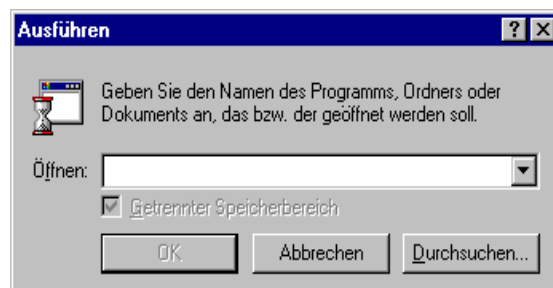 Ausführen
Geben Sie den Namen des Programms, Ordners oder
Dokuments an, das bzw. der geöffnet werden soll.
Öffnen:
Getrennter Speicherbereich
OK Abbrechen Durchsuchen...